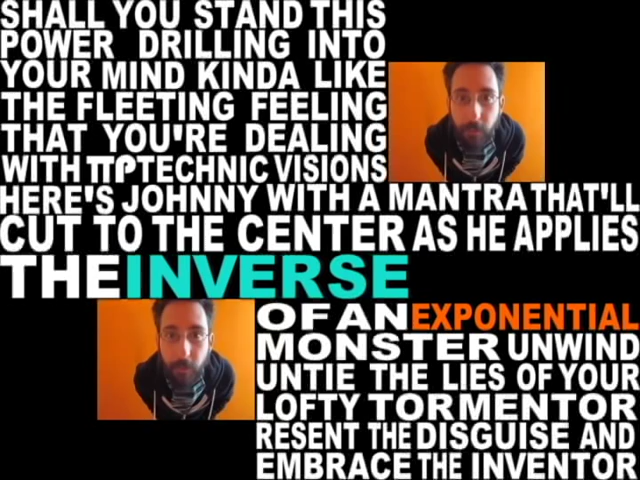 SHALL YOU STAND THIS
POWER DRILLING INTO
YOUR MIND KINDA LIKE
THE FLEETING FEELING
THAT YOU'RE DEALING
WITH πρTECHNIC VISIONS
HERE'S JOHNNY WITH A MANTRA THAT'LL
CUT TO THE CENTER AS HE APPLIES
THE INVERSE
OF AN EXPONENTIAL
MONSTER UNWIND
UNTIE THE LIES OF YOUR
LOFTY TORMENTOR
RESENT THE DISGUISE AND
EMBRACE THE INVENTOR